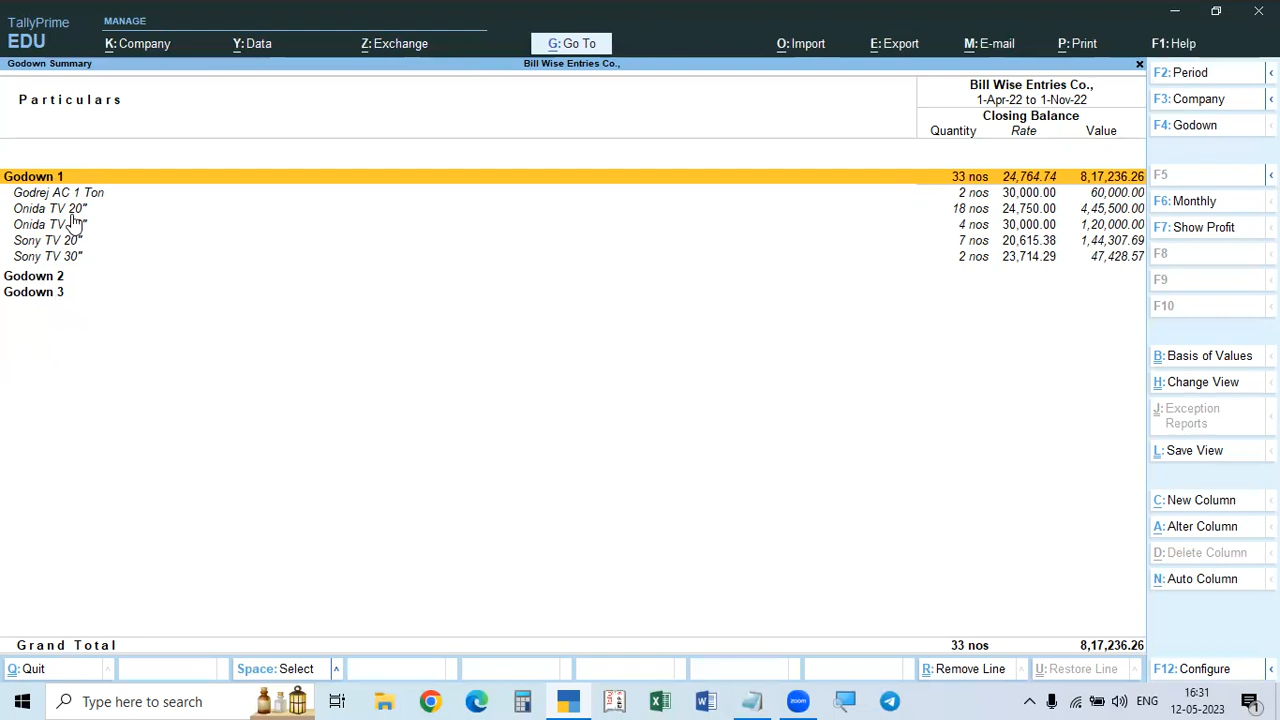 TallyPrime
EDU
MANAGE
K: Company
Y: Data
Z: Exchange
G: Go To
O: Import
E: Export
M: E-mail
P: Print
F1: Help
Godown Summary
Bill Wise Entries Co.,
×
Particulars
Bill Wise Entries Co.,
1-Apr-22 to 1-Nov-22
Closing Balance
Quantity Rate Value
Godown 1 33 nos 24,764.74 8,17,236.26
Godrej AC 1 Ton 2 nos 30,000.00 60,000.00
Onida TV 20" 18 nos 24,750.00 4,45,500.00
Onida TV 4 nos 30,000.00 1,20,000.00
Sony TV 20" 7 nos 20,615.38 1,44,307.69
Sony TV 30" 2 nos 23,714.29 47,428.57
Godown 2
Godown 3
Grand Total 33 nos 8,17,236.26
F2: Period
F3: Company
F4: Godown
F5
F6: Monthly
F7: Show Profit
F8
F9
F10
B: Basis of Values
H: Change View
J: Exception
Reports
L: Save View
C: New Column
A: Alter Column
D: Delete Column
N: Auto Column
Q: Quit
Space: Select
R: Remove Line
U: Restore Line
F12: Configure
Type here to search
zoom
ENG
16:31
12-05-2023
1